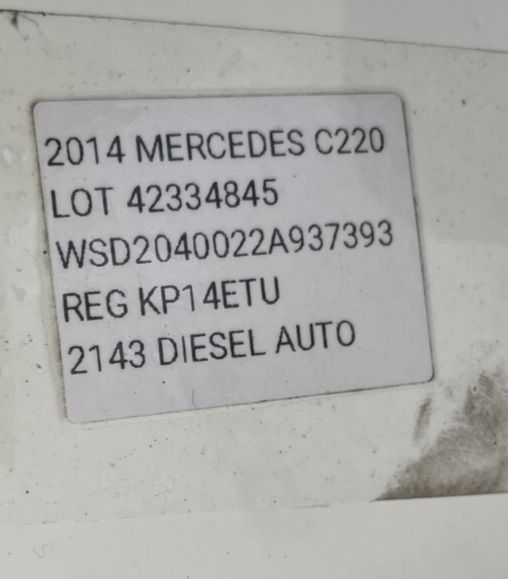 2014 MERCEDES C220
LOT 42334845
WSD2040022A937393
REG KP14ETU
2143 DIESEL AUTO